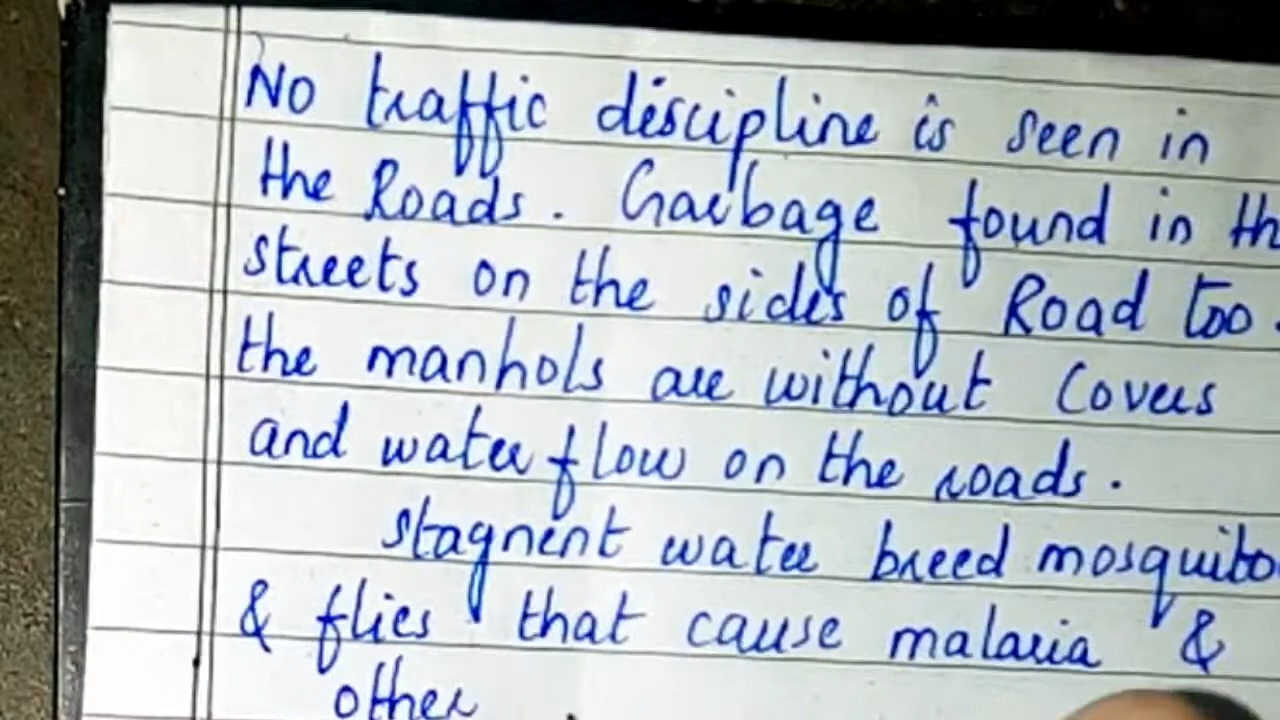 No traffic discipline is seen in
the Roads. Garbage found in th
streets on the sides of Road too.
the manhols are without Covers
and water flow on the roads.
stagnent water breed mosquito
& flies that cause malaria &
other